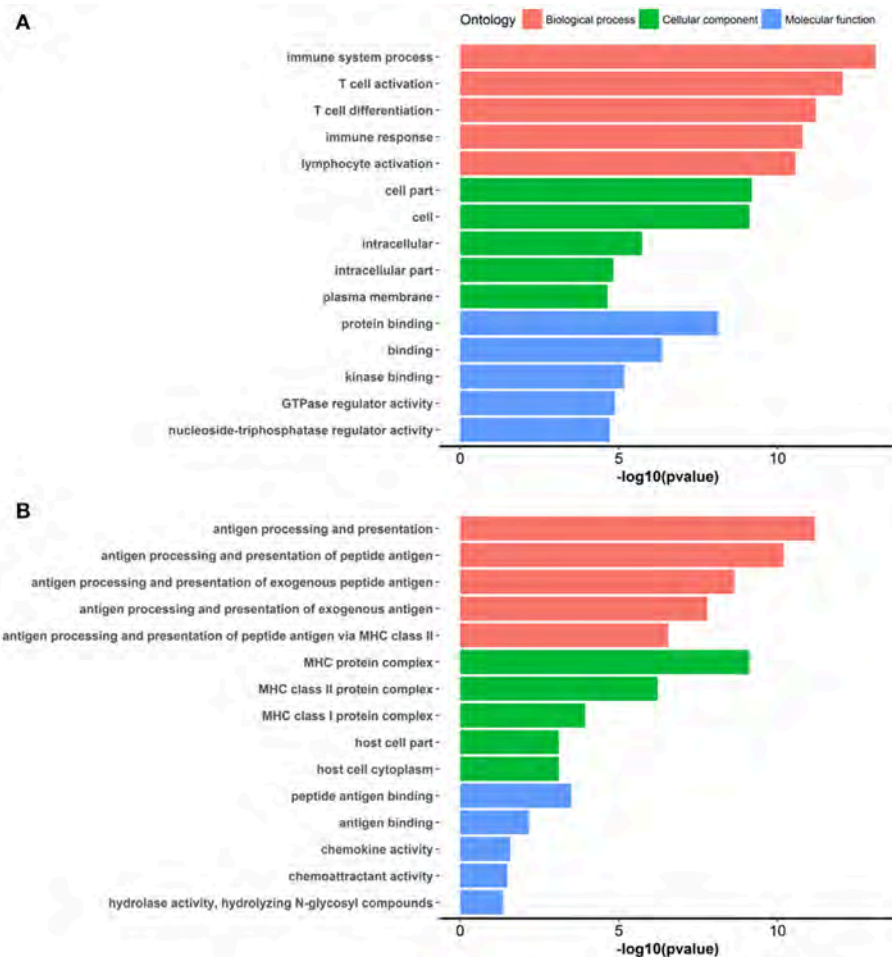 A
Ontology Biological process Cellular component Molecular function
immune system process
T cell activation
T cell differentiation
immune response
lymphocyte activation
cell part
cell
intracellular
intracellular part
plasma membrane
protein binding
binding
kinase binding
GTPase regulator activity
nucleoside-triphosphatase regulator activity
0 5 10
-log10(pvalue)
B
antigen processing and presentation
antigen processing and presentation of peptide antigen
antigen processing and presentation of exogenous peptide antigen
antigen processing and presentation of exogenous antigen
antigen processing and presentation of peptide antigen via MHC class II
MHC protein complex
MHC class II protein complex
MHC class I protein complex
host cell part
host cell cytoplasm
peptide antigen binding
antigen binding
chemokine activity
chemoattractant activity
hydrolase activity, hydrolyzing N-glycosyl compounds
0 5 10
-log10(pvalue)